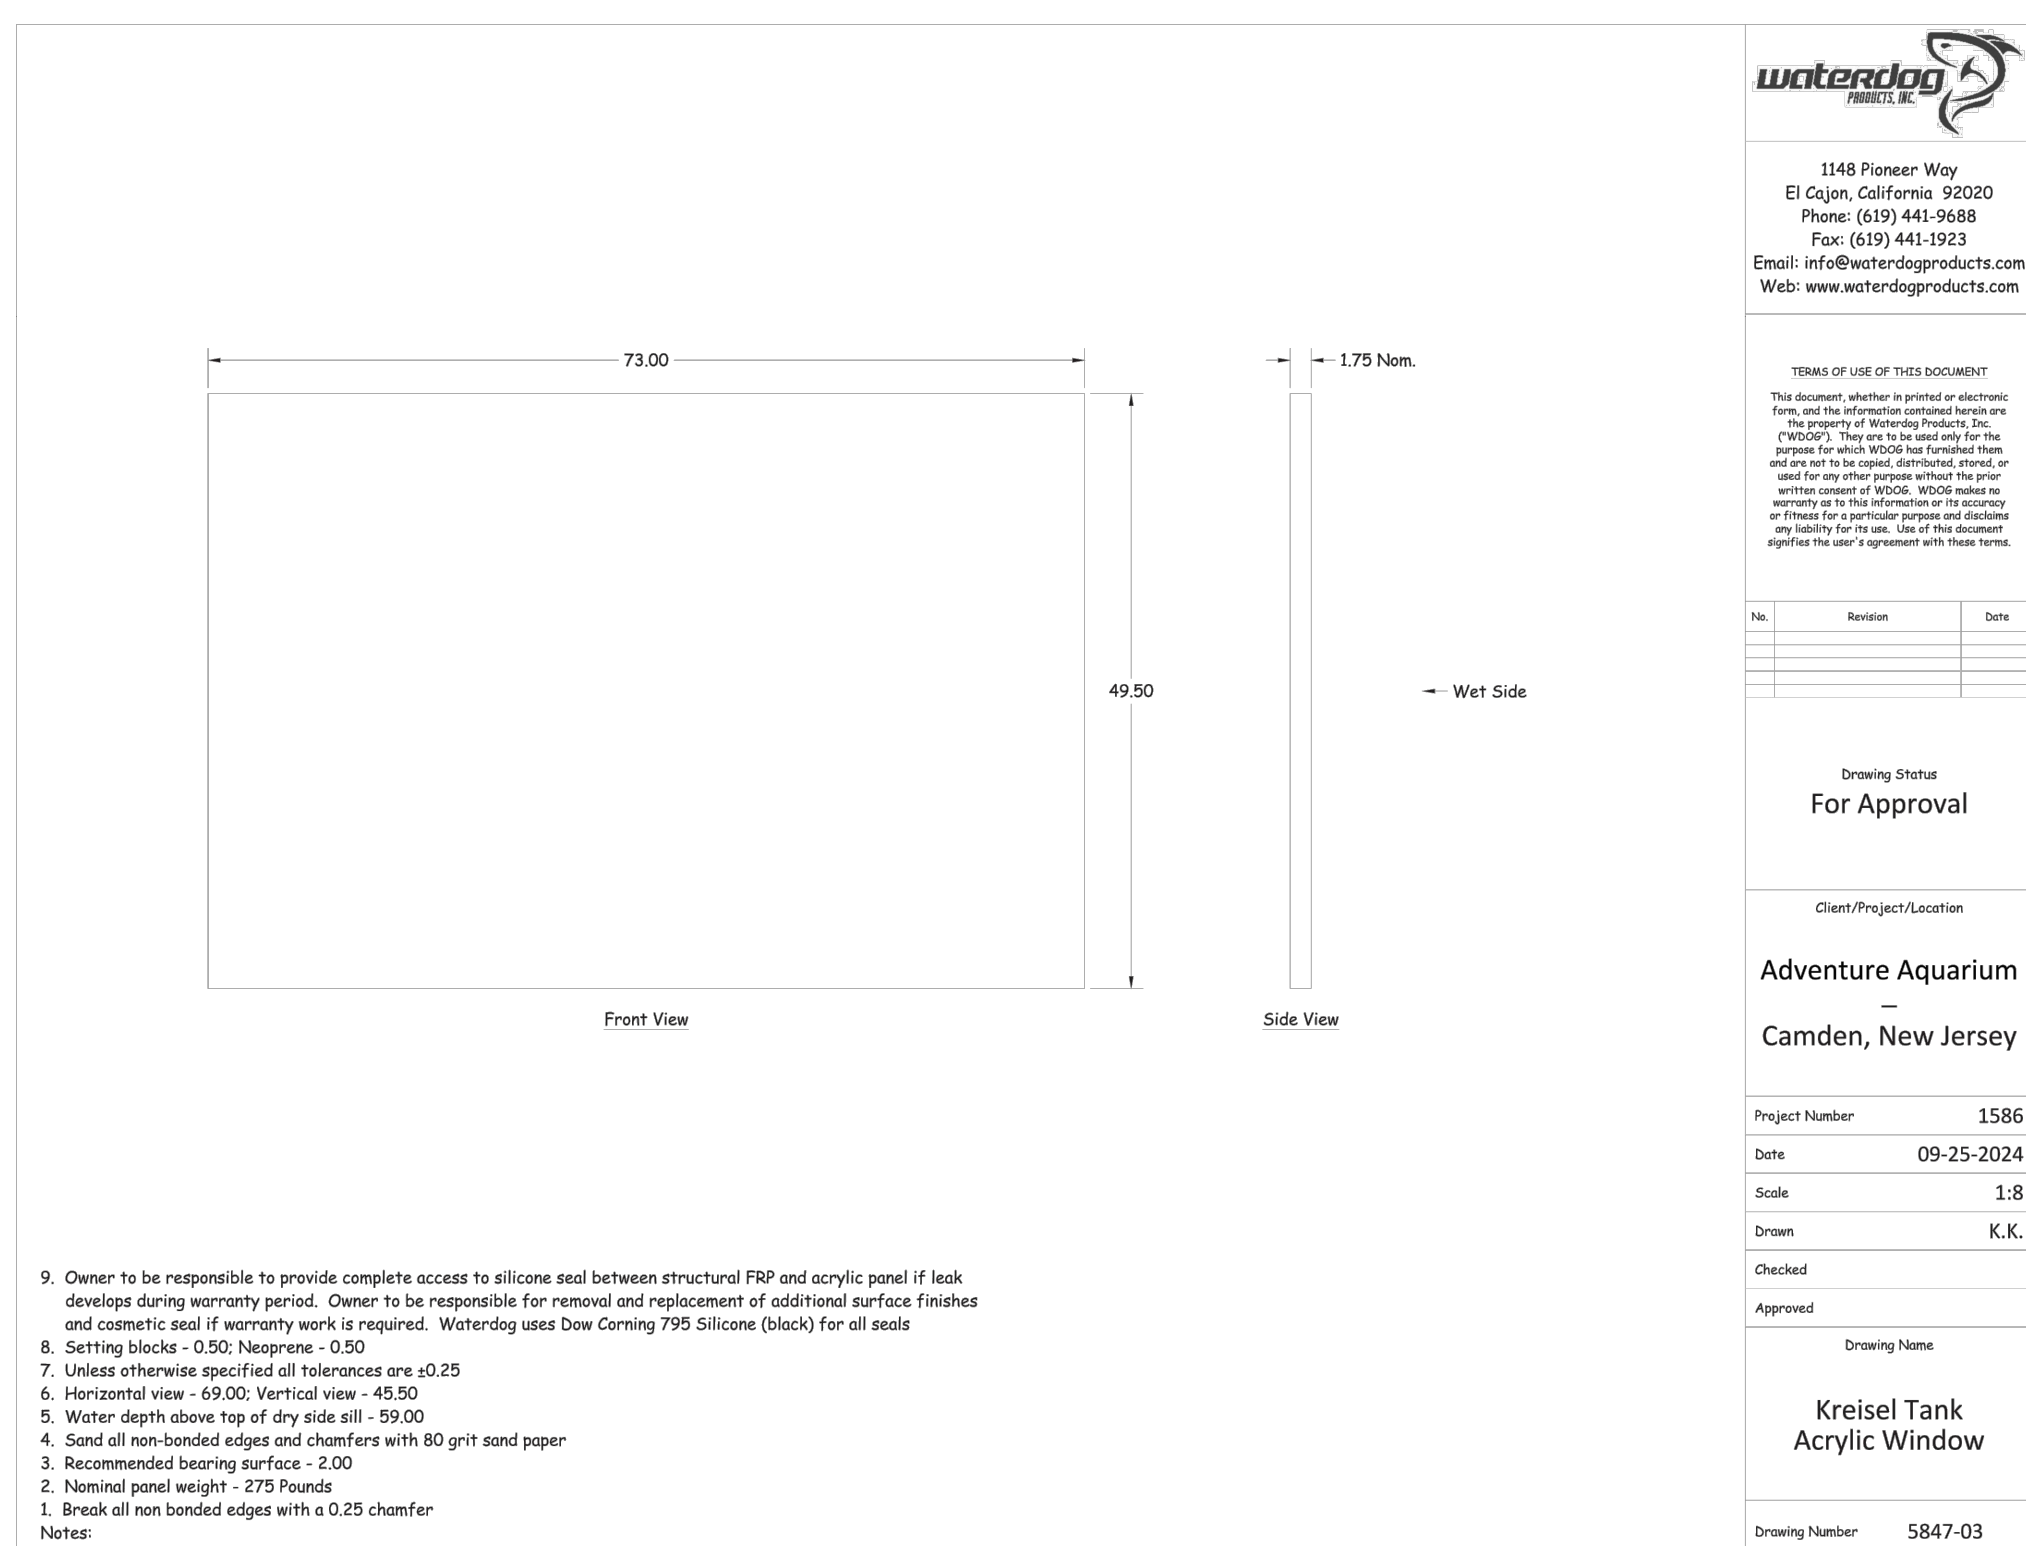 73.00
1.75 Nom.
49.50
Wet Side
Front View
Side View
9. Owner to be responsible to provide complete access to silicone seal between structural FRP and acrylic panel if leak
develops during warranty period. Owner to be responsible for removal and replacement of additional surface finishes
and cosmetic seal if warranty work is required. Waterdog uses Dow Corning 795 Silicone (black) for all seals
8. Setting blocks - 0.50; Neoprene - 0.50
7. Unless otherwise specified all tolerances are ±0.25
6. Horizontal view - 69.00; Vertical view - 45.50
5. Water depth above top of dry side sill - 59.00
4. Sand all non-bonded edges and chamfers with 80 grit sand paper
3. Recommended bearing surface - 2.00
2. Nominal panel weight - 275 Pounds
1. Break all non bonded edges with a 0.25 chamfer
Notes:
waterdog
PRODUCTS, INC.
1148 Pioneer Way
El Cajon, California 92020
Phone: (619) 441-9688
Fax: (619) 441-1923
Email: info@waterdogproducts.com
Web: www.waterdogproducts.com
TERMS OF USE OF THIS DOCUMENT
This document, whether in printed or electronic
form, and the information contained herein are
the property of Waterdog Products, Inc.
("WDOG"). They are to be used only for the
purpose for which WDOG has furnished them
and are not to be copied, distributed, stored, or
used for any other purpose without the prior
written consent of WDOG. WDOG makes no
warranty as to this information or its accuracy
or fitness for a particular purpose and disclaims
any liability for its use. Use of this document
signifies the user's agreement with these terms.
No. Revision Date
Drawing Status
For Approval
Client/Project/Location
Adventure Aquarium
–
Camden, New Jersey
Project Number 1586
Date 09-25-2024
Scale 1:8
Drawn K.K.
Checked
Approved
Drawing Name
Kreisel Tank
Acrylic Window
Drawing Number 5847-03